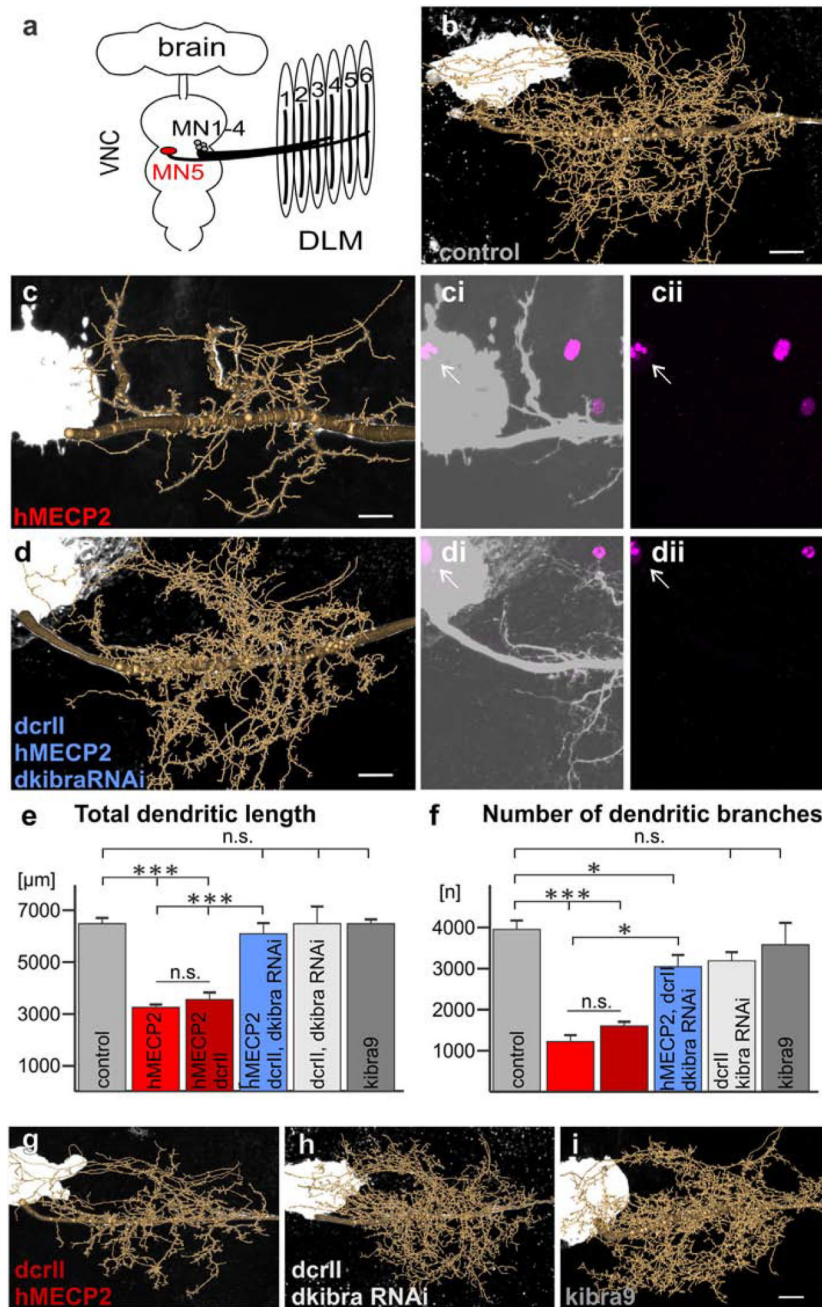 a
brain
VNC
MN1-4
MN5
1 2 3 4 5 6
DLM
b
control
c
hMECP2
ci
cii
d
dcrII
hMECP2
dkibraRNAi
di
dii
e Total dendritic length
n.s.
[µm]
***
***
n.s.
7000
5000
3000
1000
control
hMECP2
hMECP2
dcrII
hMECP2
dcrII, dkibra RNAi
dcrII, dkibra RNAi
kibra9
f Number of dendritic branches
n.s.
[n]
*
***
*
n.s.
4000
3000
2000
1000
control
hMECP2
hMECP2
dcrII
hMECP2, dcrII
dkibra RNAi
dcrII
kibra RNAi
kibra9
g
dcrII
hMECP2
h
dcrII
dkibra RNAi
i
kibra9